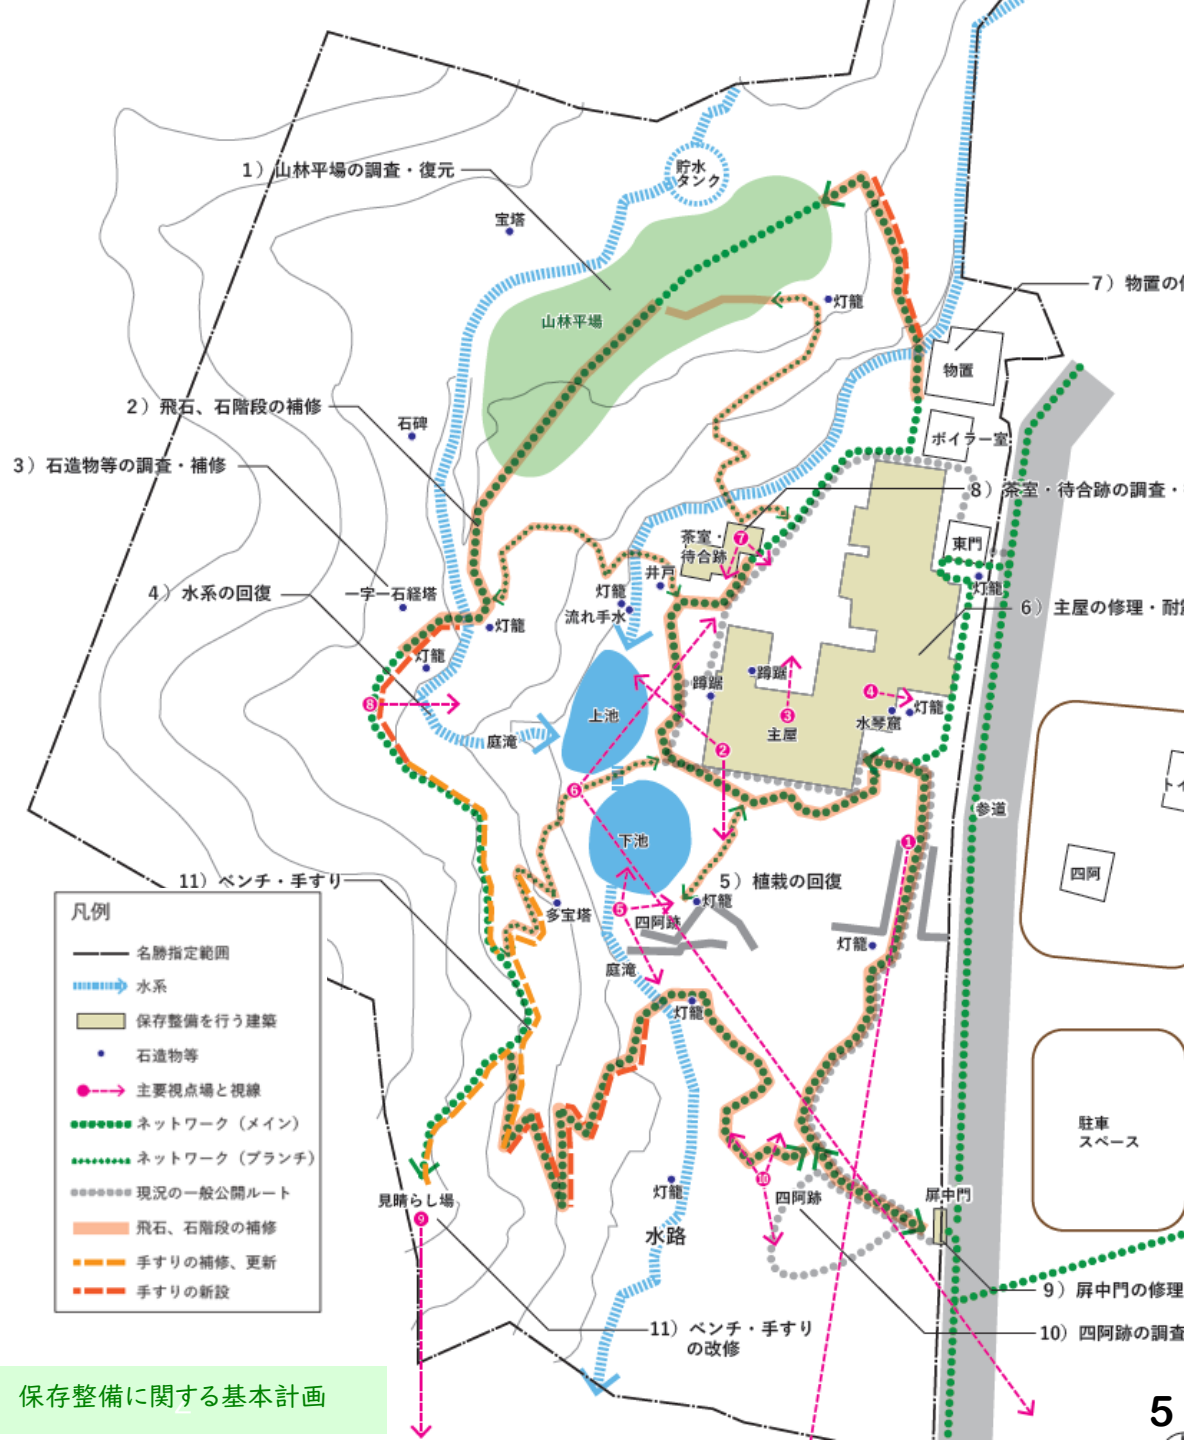 1）山林平場の調査・復元
貯水
タンク
宝塔
7）物置の
灯籠
山林平場
物置
2）飛石、石階段の補修
石碑
ボイラー室
3）石造物等の調査・補修
8）茶室・待合跡の調査・
茶室・
待合跡
7
東門
井戸
灯籠
灯籠
4）水系の回復
一字一石経塔
流れ手水
6）主屋の修理・耐
灯籠
灯籠
蹲踞
蹲踞
4
8
上池
3
水琴窟
灯籠
主屋
庭滝
2
6
参道
トイ
下池
1
四阿
11）ベンチ・手すり
5）植栽の回復
多宝塔
5
四阿跡
灯籠
灯籠
庭滝
灯籠
凡例
名勝指定範囲
水系
保存整備を行う建築
石造物等
主要視点場と視線
ネットワーク（メイン）
ネットワーク（ブランチ）
現況の一般公開ルート
飛石、石階段の補修
手すりの補修、更新
手すりの新設
駐車
スペース
10
灯籠
四阿跡
屏中門
見晴らし場
9
水路
9）屏中門の修理
11）ベンチ・手すり
の改修
10）四阿跡の調査
保存整備に関する基本計画
5